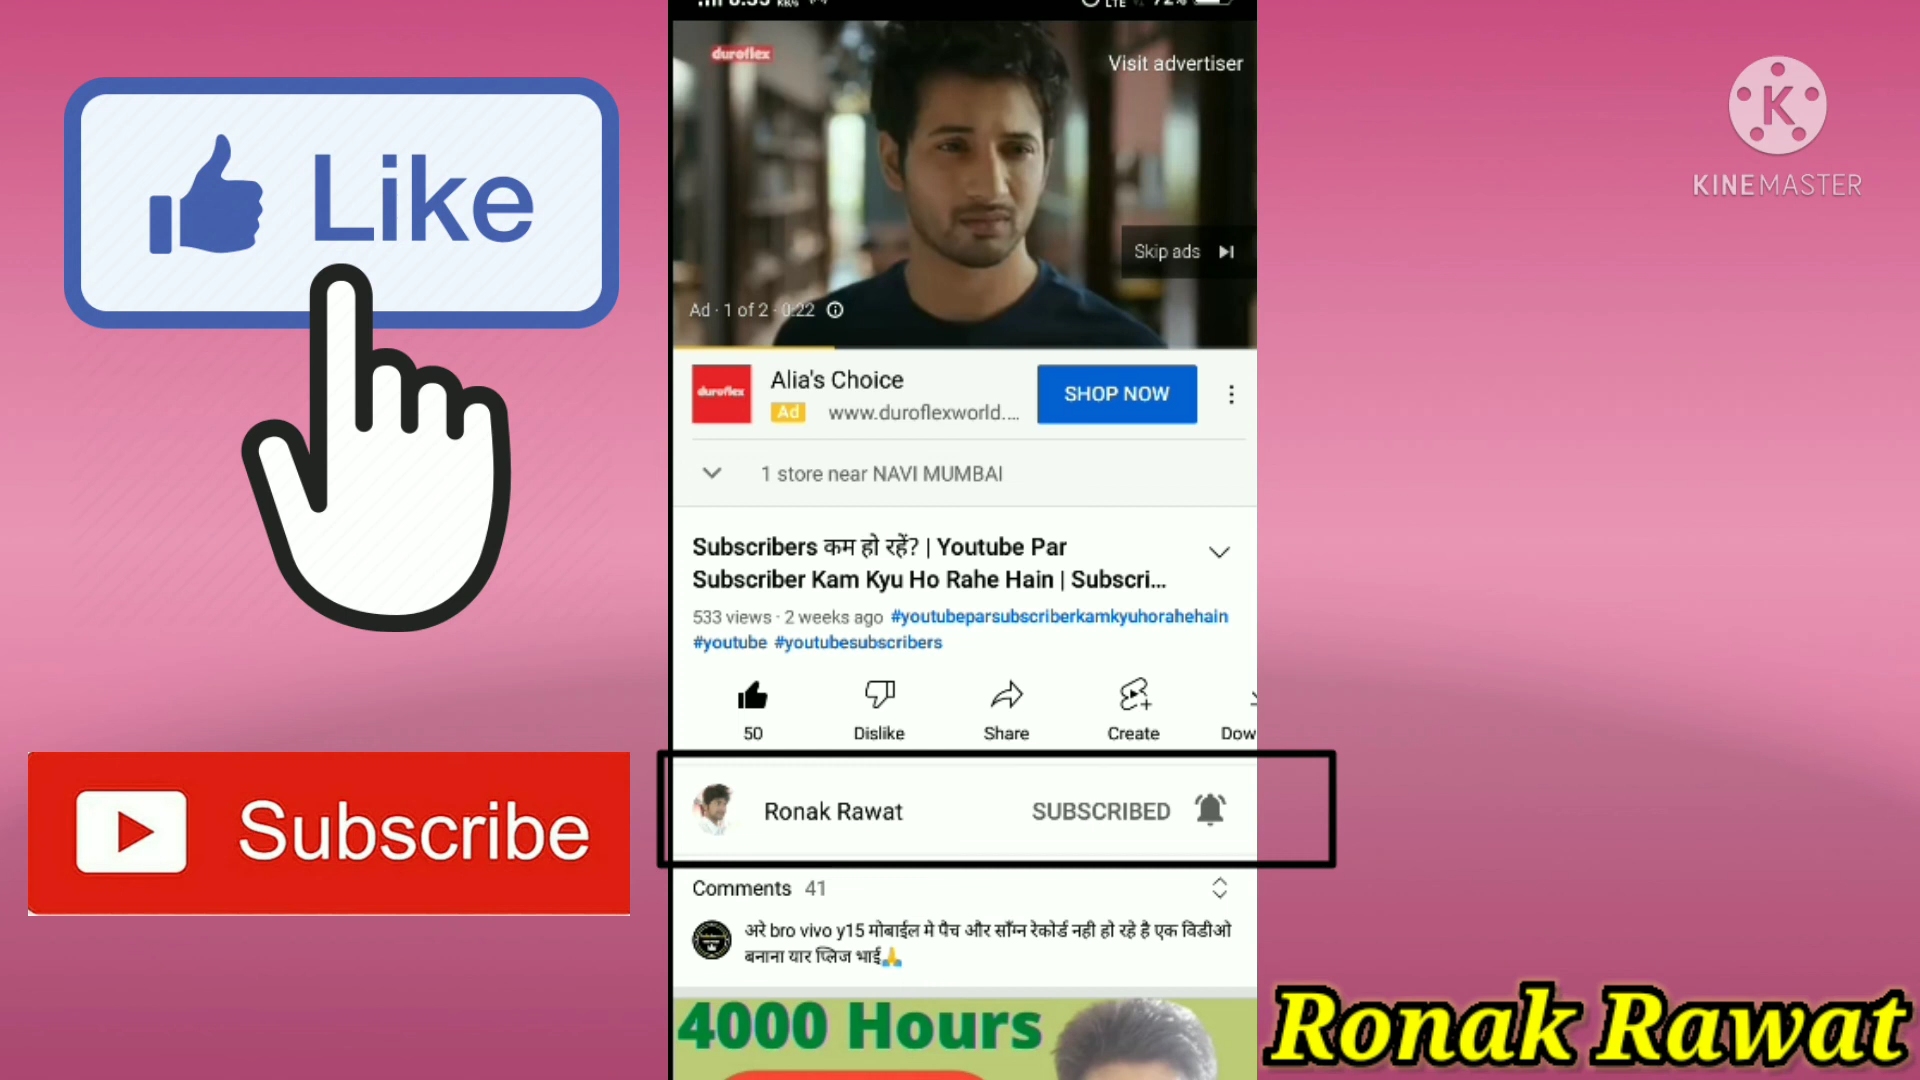 duroflex
Visit advertiser
Like
KINEMASTER
Skip ads
Ad · 1 of 2 · 0:22
Alia's Choice
SHOP NOW
duroflex
Ad www.duroflexworld....
1 store near NAVI MUMBAI
Subscribers कम हो रहें? | Youtube Par
Subscriber Kam Kyu Ho Rahe Hain | Subscri...
533 views · 2 weeks ago #youtubeparsubscriberkamkyuhorahehain
#youtube #youtubesubscribers
50 Dislike Share Create Dow
Subscribe
Ronak Rawat SUBSCRIBED
Comments 41
अरे bro vivo y15 मोबाईल मे पैच और सॉंग्न रेकोर्ड नही हो रहे है एक विडीओ
बनाना यार प्लिज भाई🙏
4000 Hours
Ronak Rawat